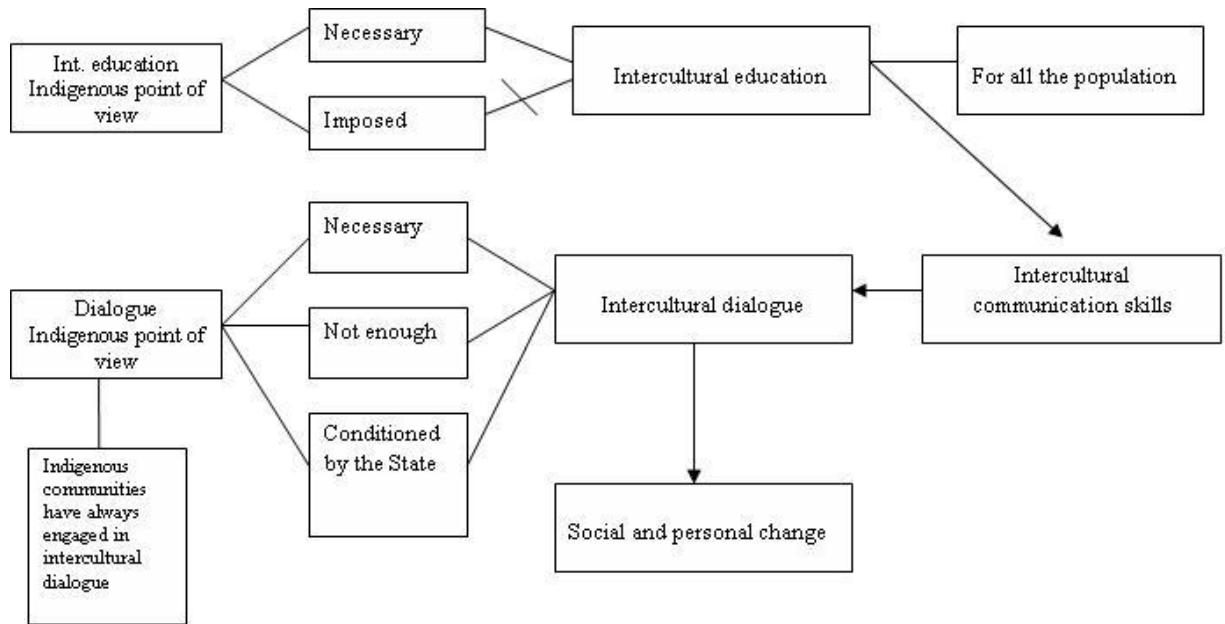 Int. education
Indigenous point of
view
Necessary
Imposed
Intercultural education
For all the population
Dialogue
Indigenous point of
view
Necessary
Not enough
Conditioned
by the State
Intercultural dialogue
Intercultural
communication skills
Indigenous
communities
have always
engaged in
intercultural
dialogue
Social and personal change